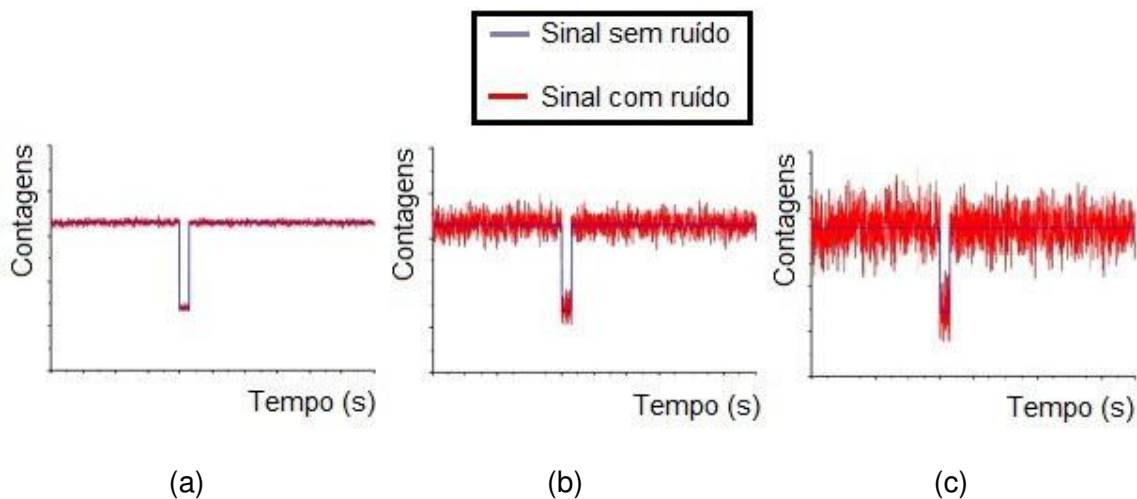 Sinal sem ruído
Sinal com ruído
Contagens
Tempo (s)
(a)
Contagens
Tempo (s)
(b)
Contagens
Tempo (s)
(c)